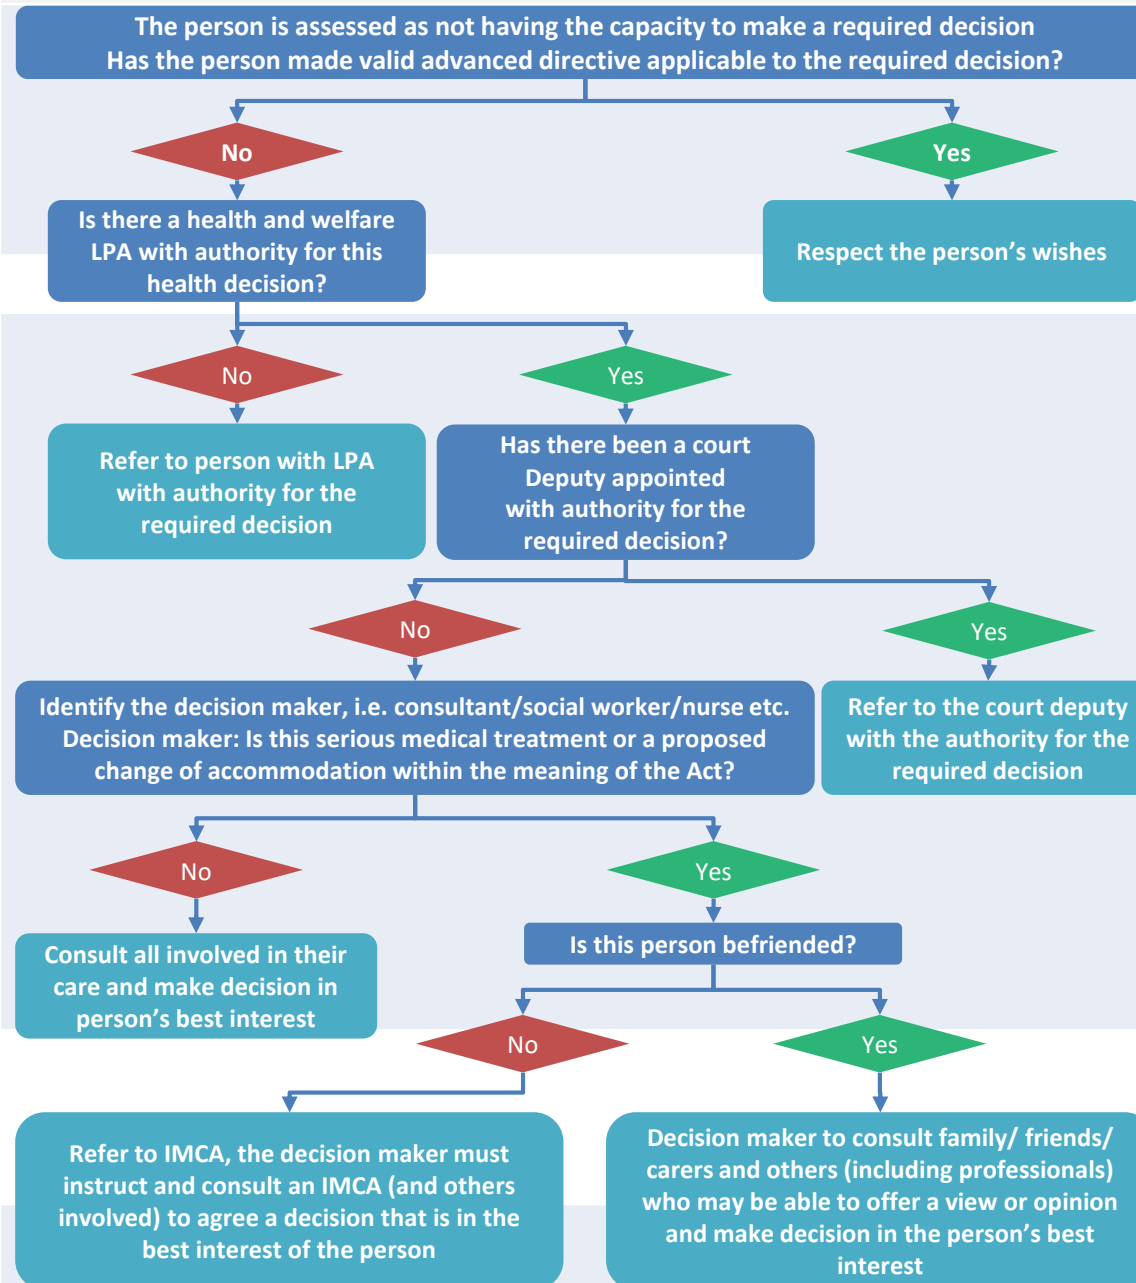 The person is assessed as not having the capacity to make a required decision
Has the person made valid advanced directive applicable to the required decision?
No
Yes
Is there a health and welfare
LPA with authority for this
health decision?
Respect the person's wishes
No
Yes
Refer to person with LPA
with authority for the
required decision
Has there been a court
Deputy appointed
with authority for the
required decision?
No
Yes
Identify the decision maker, i.e. consultant/social worker/nurse etc.
Decision maker: Is this serious medical treatment or a proposed
change of accommodation within the meaning of the Act?
Refer to the court deputy
with the authority for the
required decision
No
Yes
Consult all involved in their
care and make decision in
person's best interest
Is this person befriended?
No
Yes
Refer to IMCA, the decision maker must
instruct and consult an IMCA (and others
involved) to agree a decision that is in the
best interest of the person
Decision maker to consult family/ friends/
carers and others (including professionals)
who may be able to offer a view or opinion
and make decision in the person's best
interest